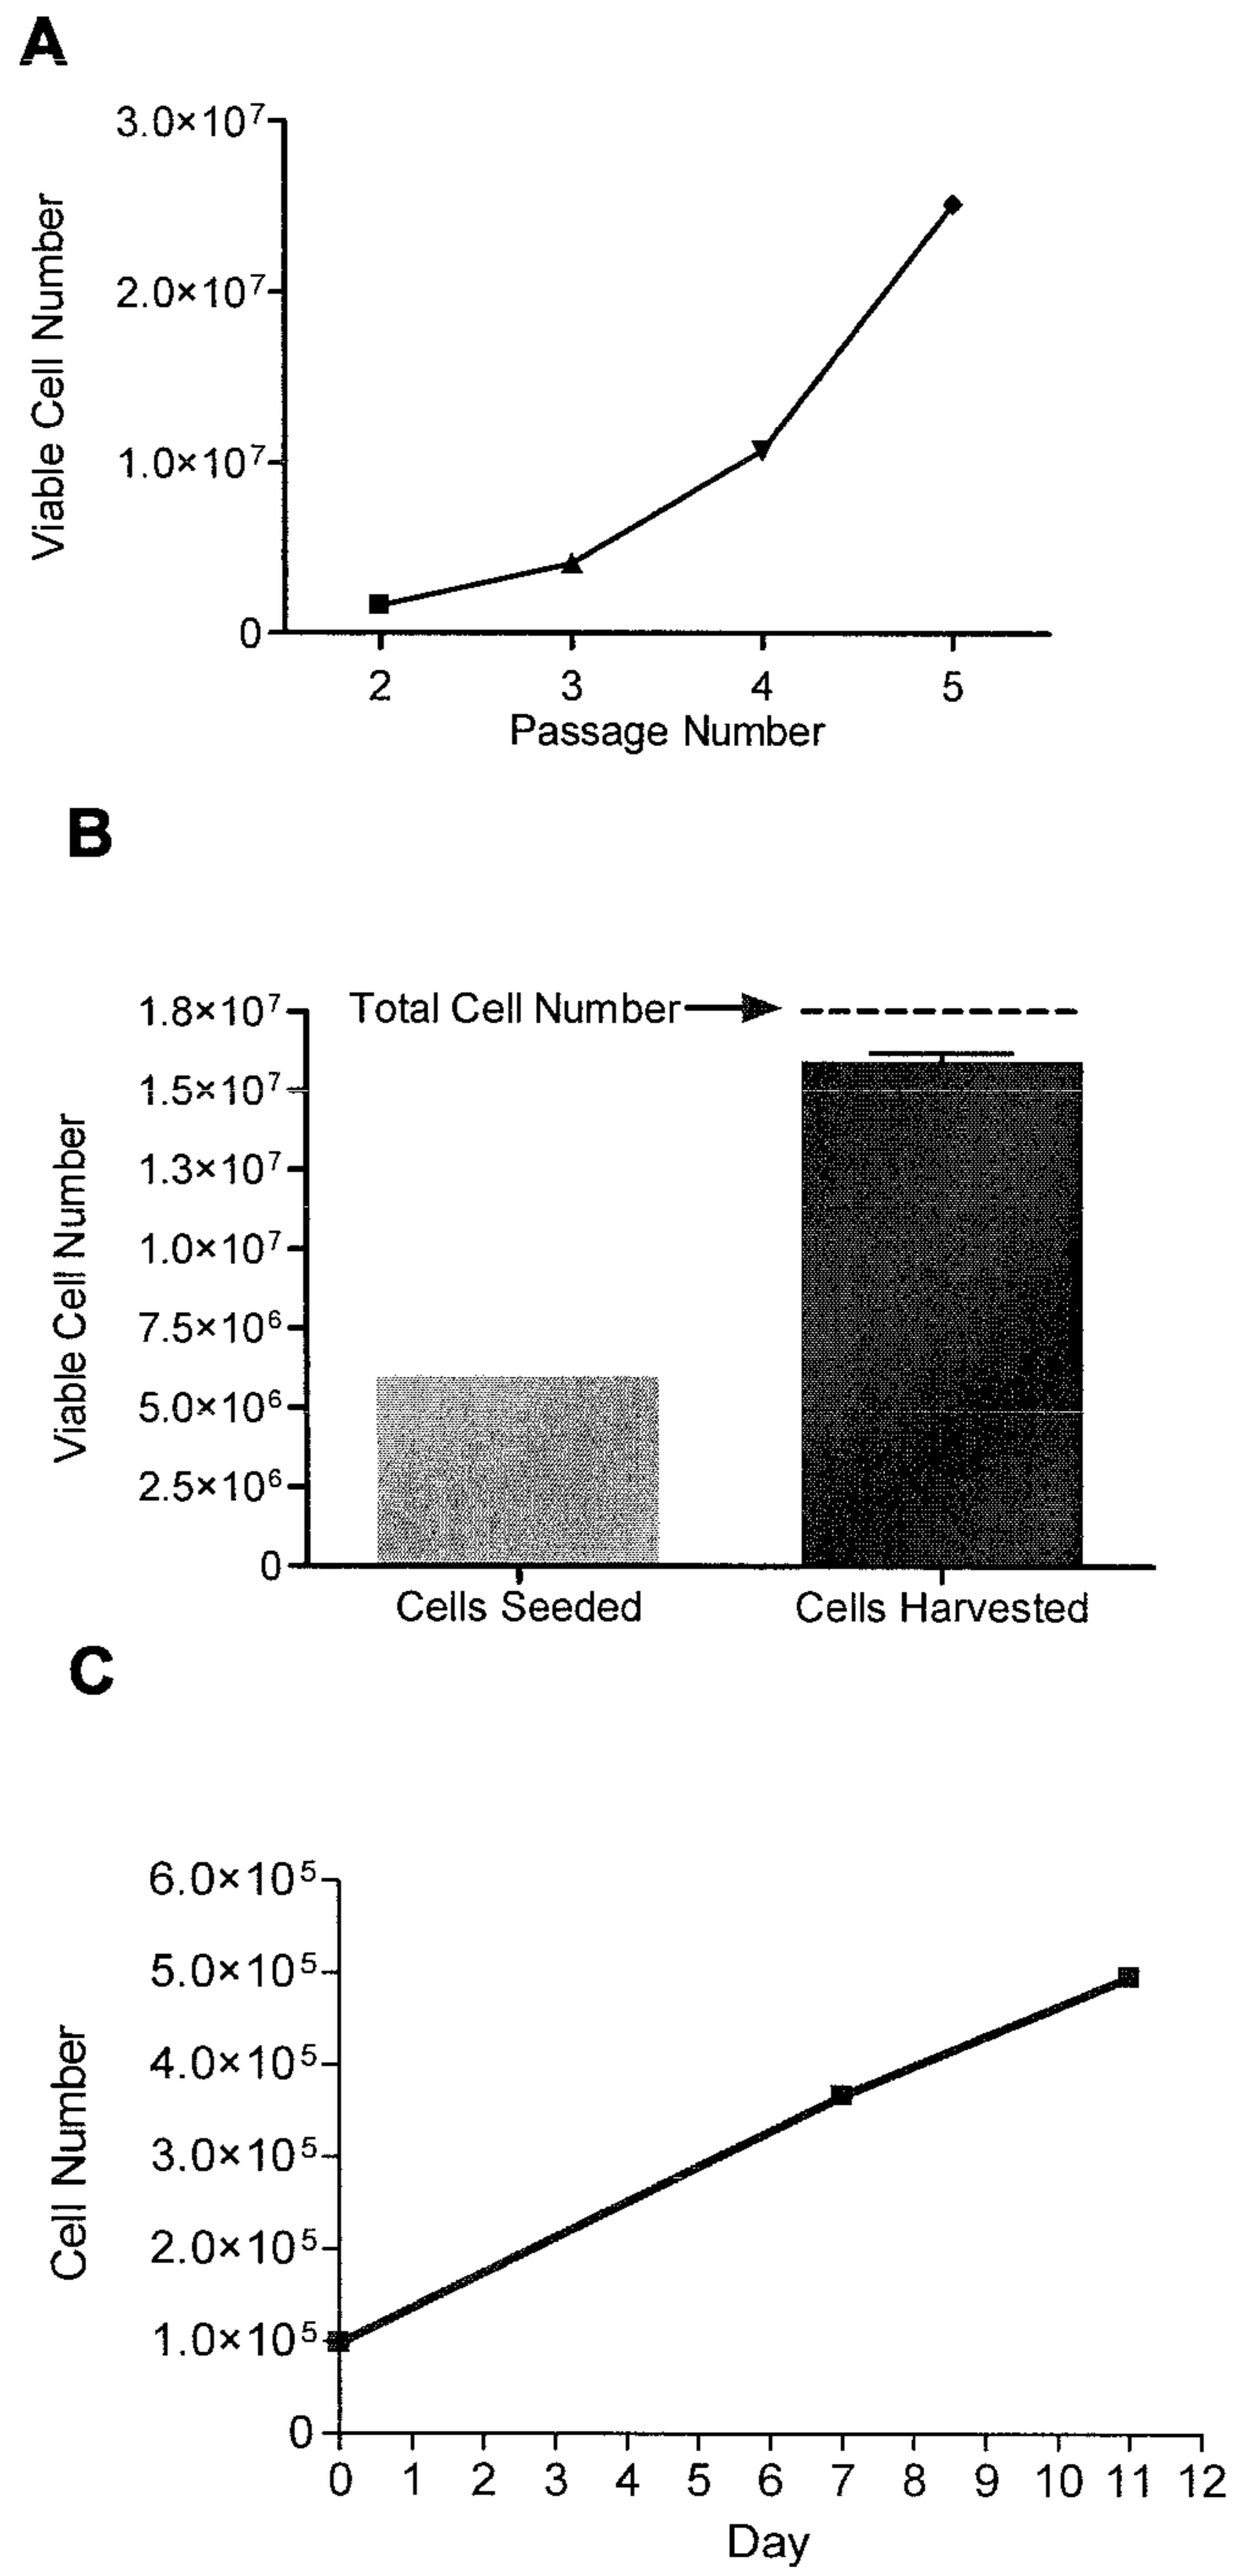 A
3.0×10⁷
2.0×10⁷
1.0×10⁷
0
Viable Cell Number
2 3 4 5
Passage Number
B
Total Cell Number
1.8×10⁷
1.5×10⁷
1.3×10⁷
1.0×10⁷
7.5×10⁶
5.0×10⁶
2.5×10⁶
0
Viable Cell Number
Cells Seeded Cells Harvested
C
6.0×10⁵
5.0×10⁵
4.0×10⁵
3.0×10⁵
2.0×10⁵
1.0×10⁵
0
Cell Number
0 1 2 3 4 5 6 7 8 9 10 11 12
Day